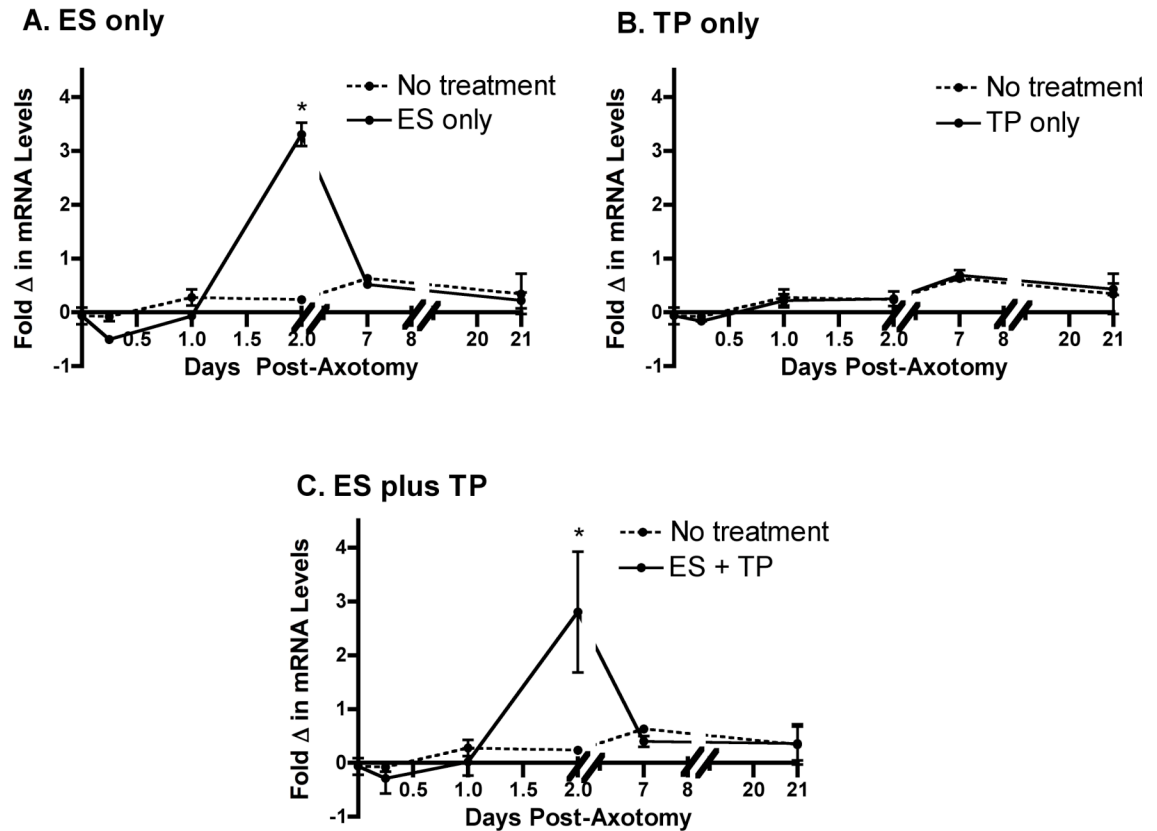 A. ES only
No treatment
ES only
*
Fold Δ in mRNA Levels
4
3
2
1
0
-1
0.5 1.0 1.5 2.0 7 8 20 21
Days Post-Axotomy
B. TP only
No treatment
TP only
Fold Δ in mRNA Levels
4
3
2
1
0
-1
0.5 1.0 1.5 2.0 7 8 20 21
Days Post-Axotomy
C. ES plus TP
No treatment
ES + TP
*
Fold Δ in mRNA Levels
4
3
2
1
0
-1
0.5 1.0 1.5 2.0 7 8 20 21
Days Post-Axotomy